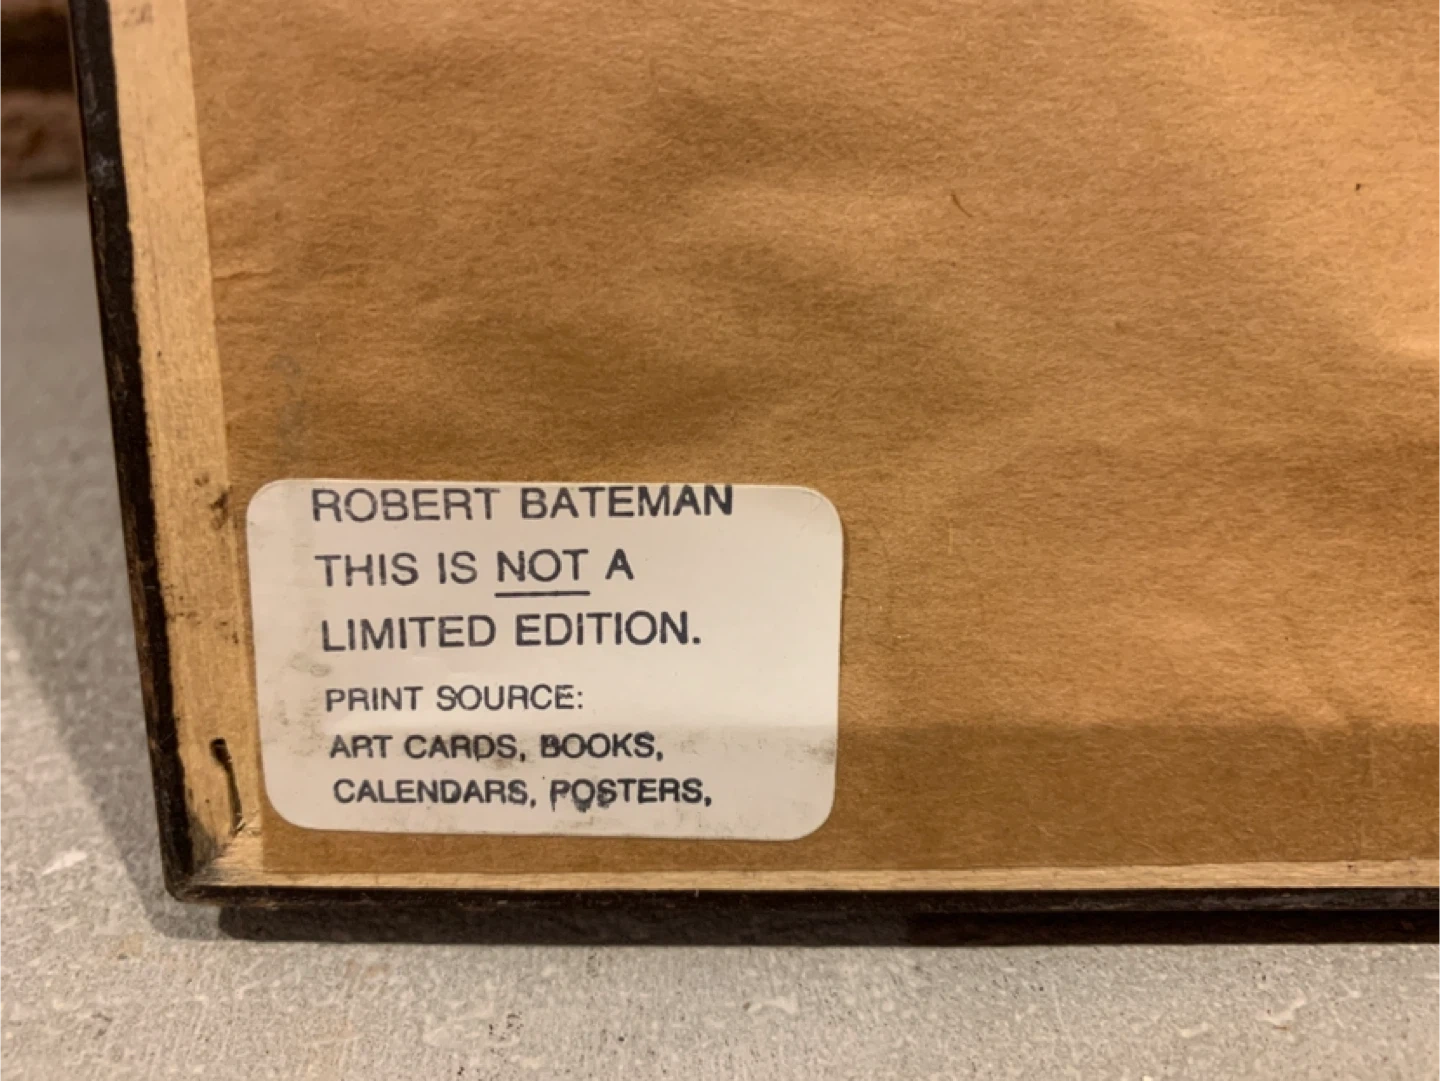 ROBERT BATEMAN
THIS IS NOT A
LIMITED EDITION.
PRINT SOURCE:
ART CARDS, BOOKS,
CALENDARS, POSTERS,